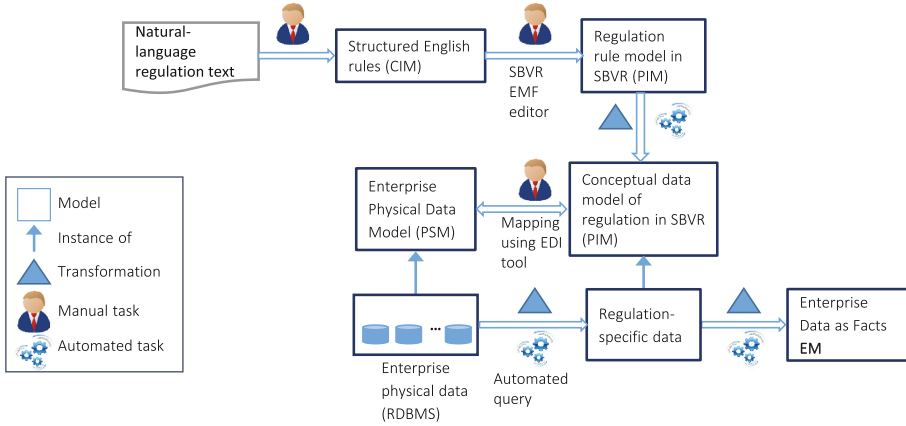 Natural-
language
regulation text
Structured English
rules (CIM)
SBVR
EMF
editor
Regulation
rule model in
SBVR (PIM)
Enterprise
Physical Data
Model (PSM)
Mapping
using EDI
tool
Conceptual data
model of
regulation in SBVR
(PIM)
Model
Instance of
Transformation
Manual task
Automated task
...
Enterprise
physical data
(RDBMS)
Automated
query
Regulation-
specific data
Enterprise
Data as Facts
EM